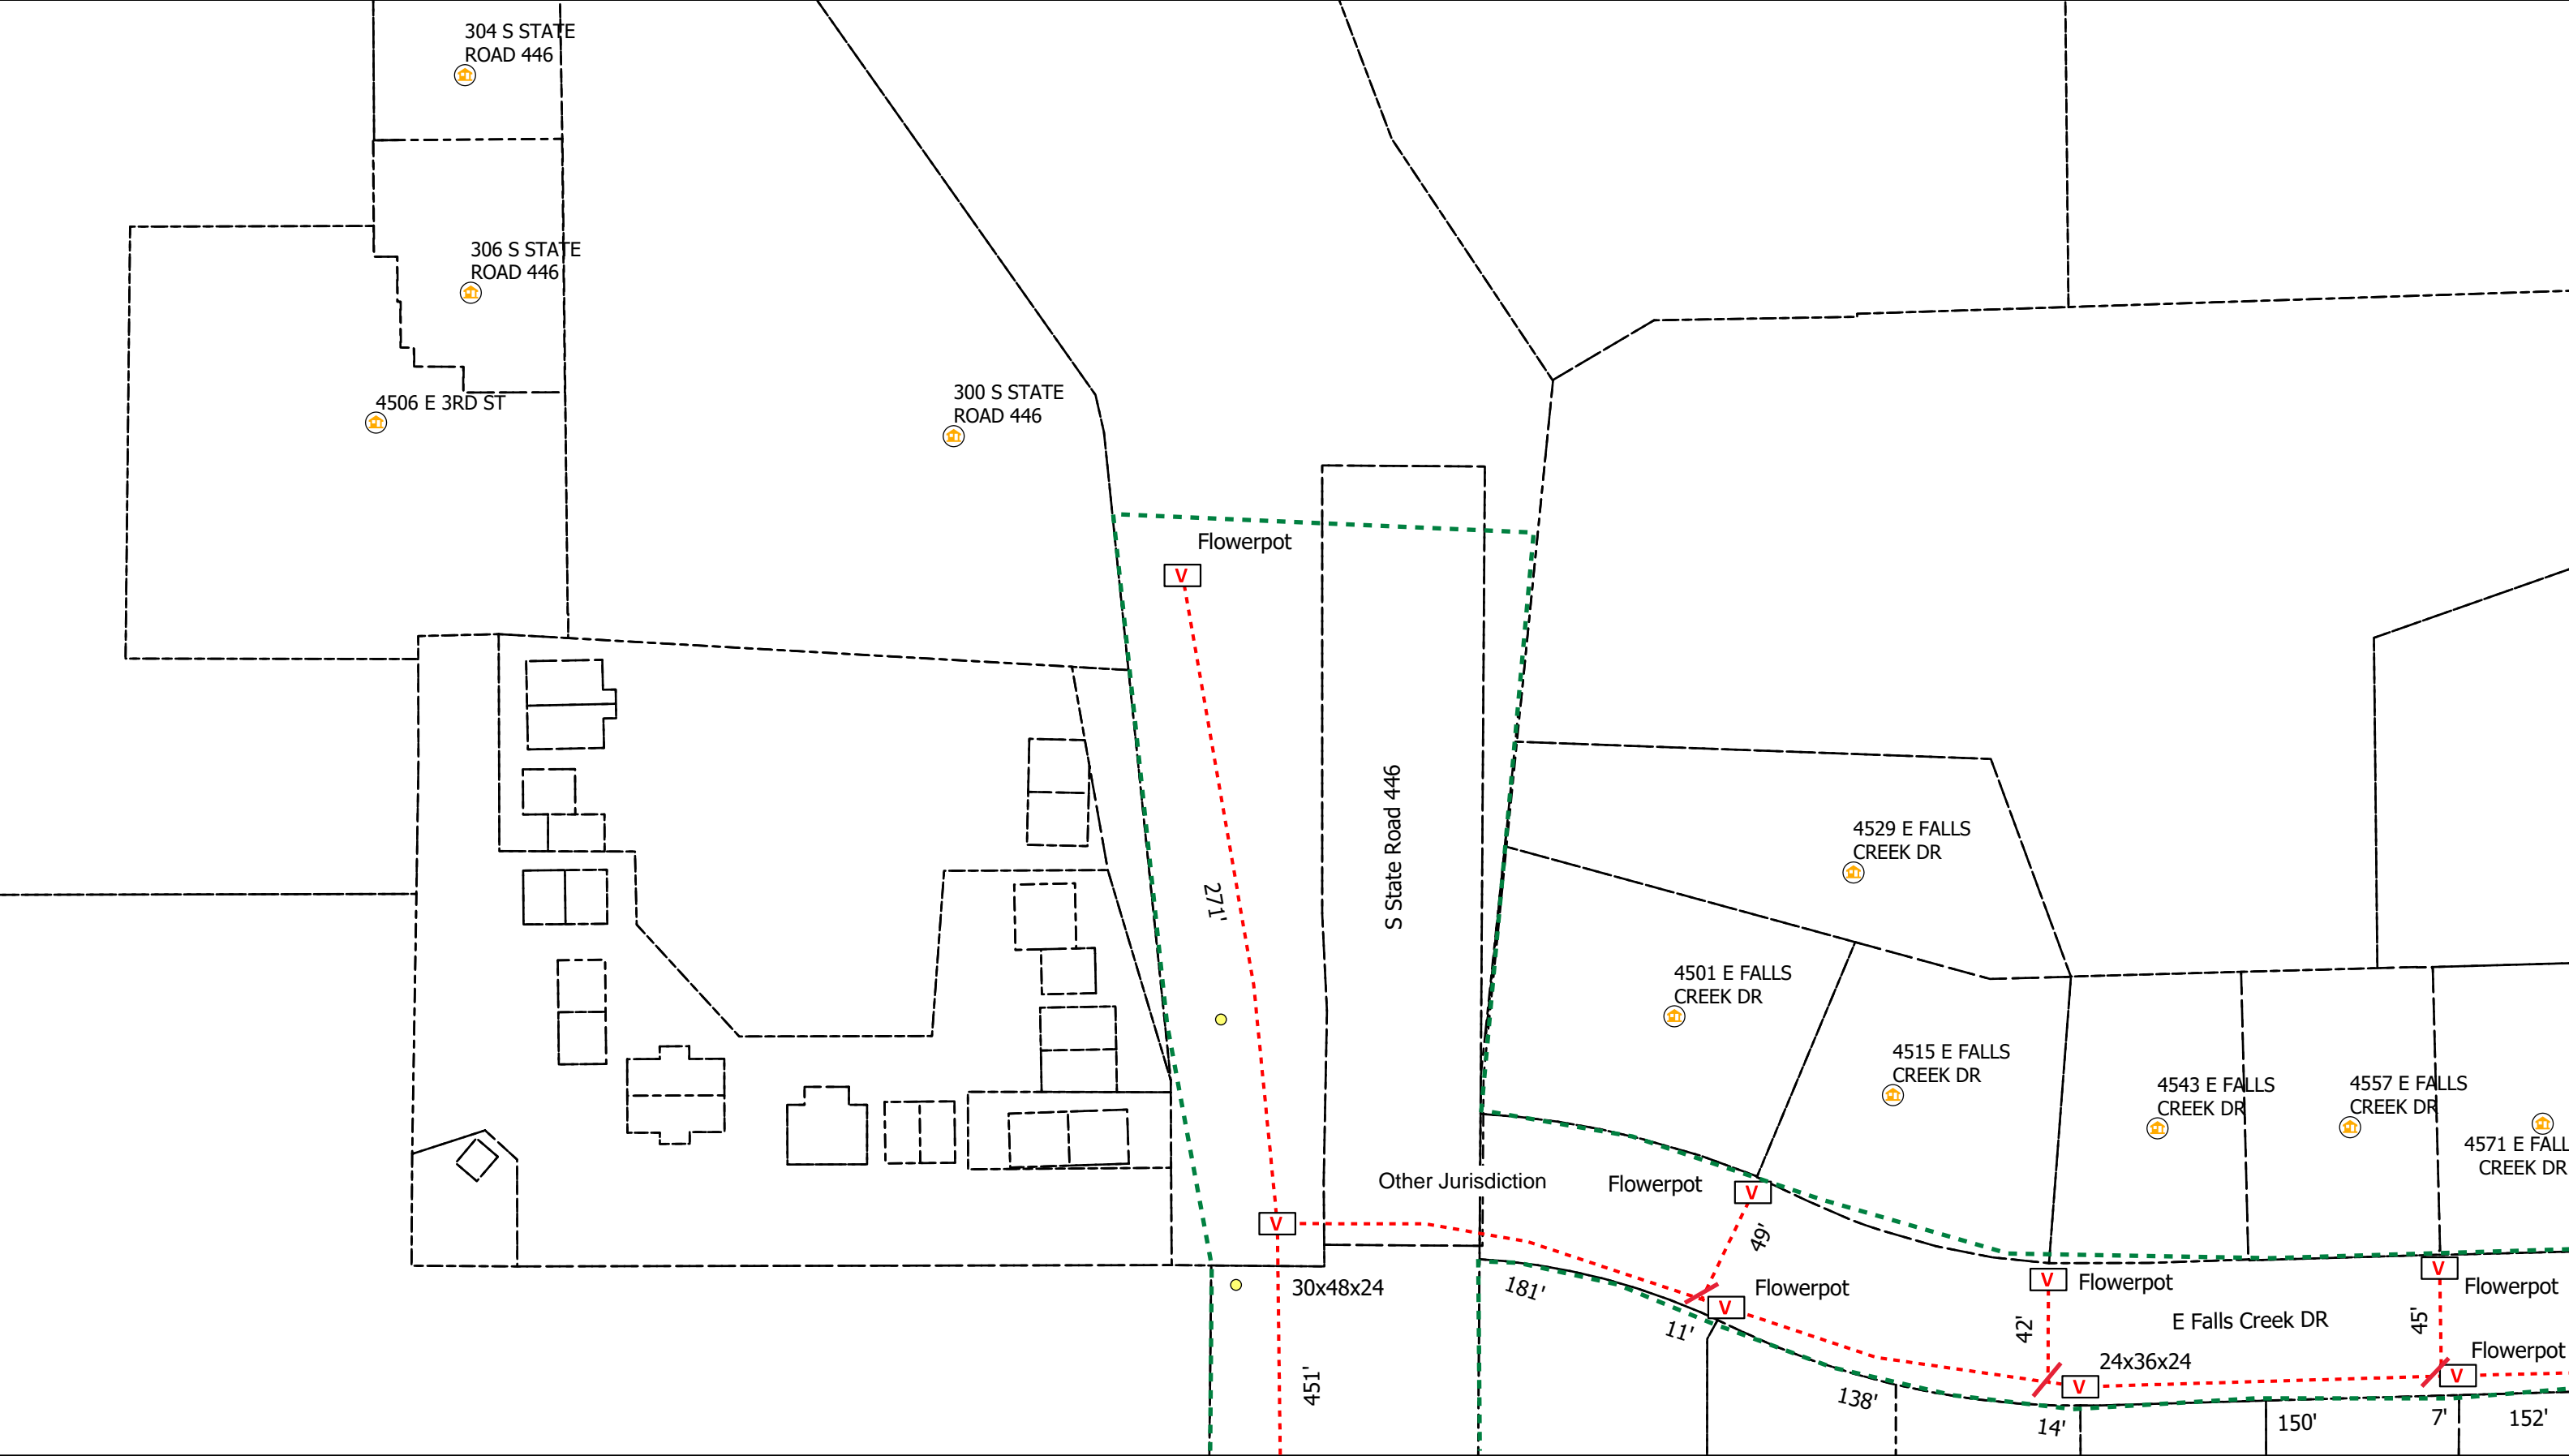 304 S STATE
ROAD 446
306 S STATE
ROAD 446
4506 E 3RD ST
300 S STATE
ROAD 446
Flowerpot
V
271'
S State Road 446
4529 E FALLS
CREEK DR
4501 E FALLS
CREEK DR
4515 E FALLS
CREEK DR
4543 E FALLS
CREEK DR
4557 E FALLS
CREEK DR
4571 E FALL
CREEK DR
Other Jurisdiction
Flowerpot
V
V
49'
30x48x24
181'
Flowerpot
V
11'
V
Flowerpot
V
Flowerpot
42'
45'
E Falls Creek DR
Flowerpot
24x36x24
V
V
451'
138'
14'
150'
7'
152'